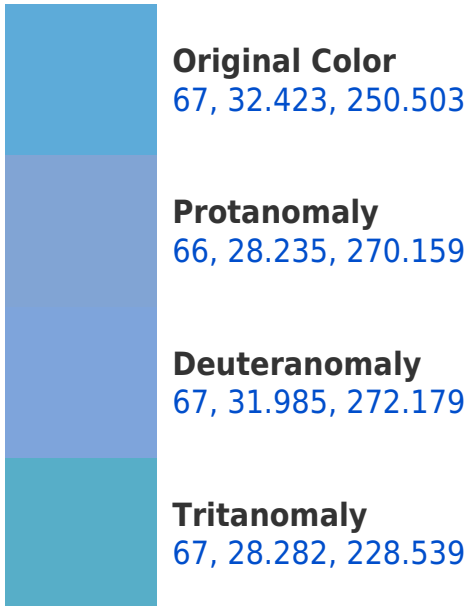 Original Color
67, 32.423, 250.503
Protanomaly
66, 28.235, 270.159
Deuteranomaly
67, 31.985, 272.179
Tritanomaly
67, 28.282, 228.539